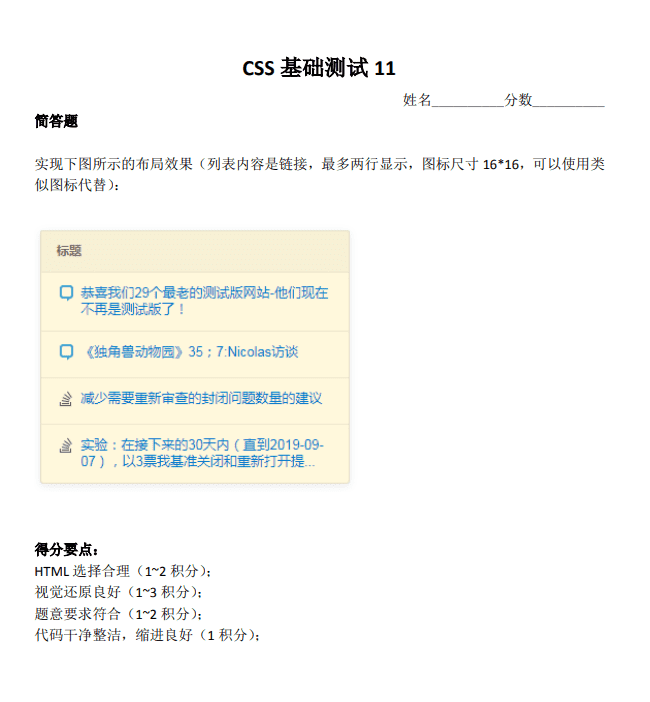 CSS 基础测试 11
姓名__________分数__________
简答题
实现下图所示的布局效果（列表内容是链接，最多两行显示，图标尺寸 16*16，可以使用类
似图标代替）：
标题
恭喜我们29个最老的测试版网站-他们现在
不再是测试版了！
《独角兽动物园》35；7:Nicolas访谈
减少需要重新审查的封闭问题数量的建议
实验：在接下来的30天内（直到2019-09-
07），以3票我基准关闭和重新打开提...
得分要点：
HTML 选择合理（1~2 积分）；
视觉还原良好（1~3 积分）；
题意要求符合（1~2 积分）；
代码干净整洁，缩进良好（1 积分）；